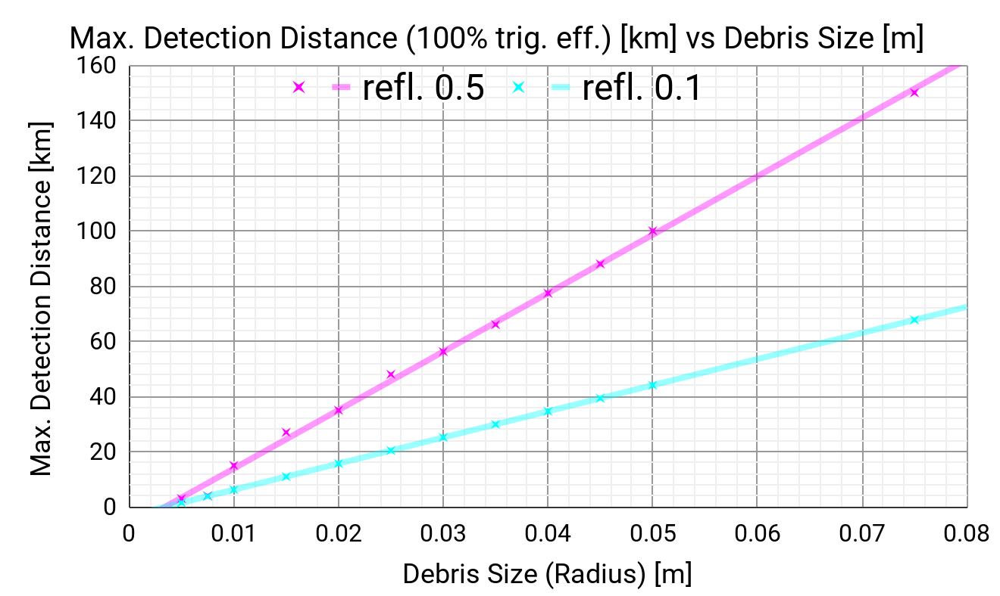 Max. Detection Distance (100% trig. eff.) [km] vs Debris Size [m]
refl. 0.5 refl. 0.1
Max. Detection Distance [km]
160
140
120
100
80
60
40
20
0
0 0.01 0.02 0.03 0.04 0.05 0.06 0.07 0.08
Debris Size (Radius) [m]